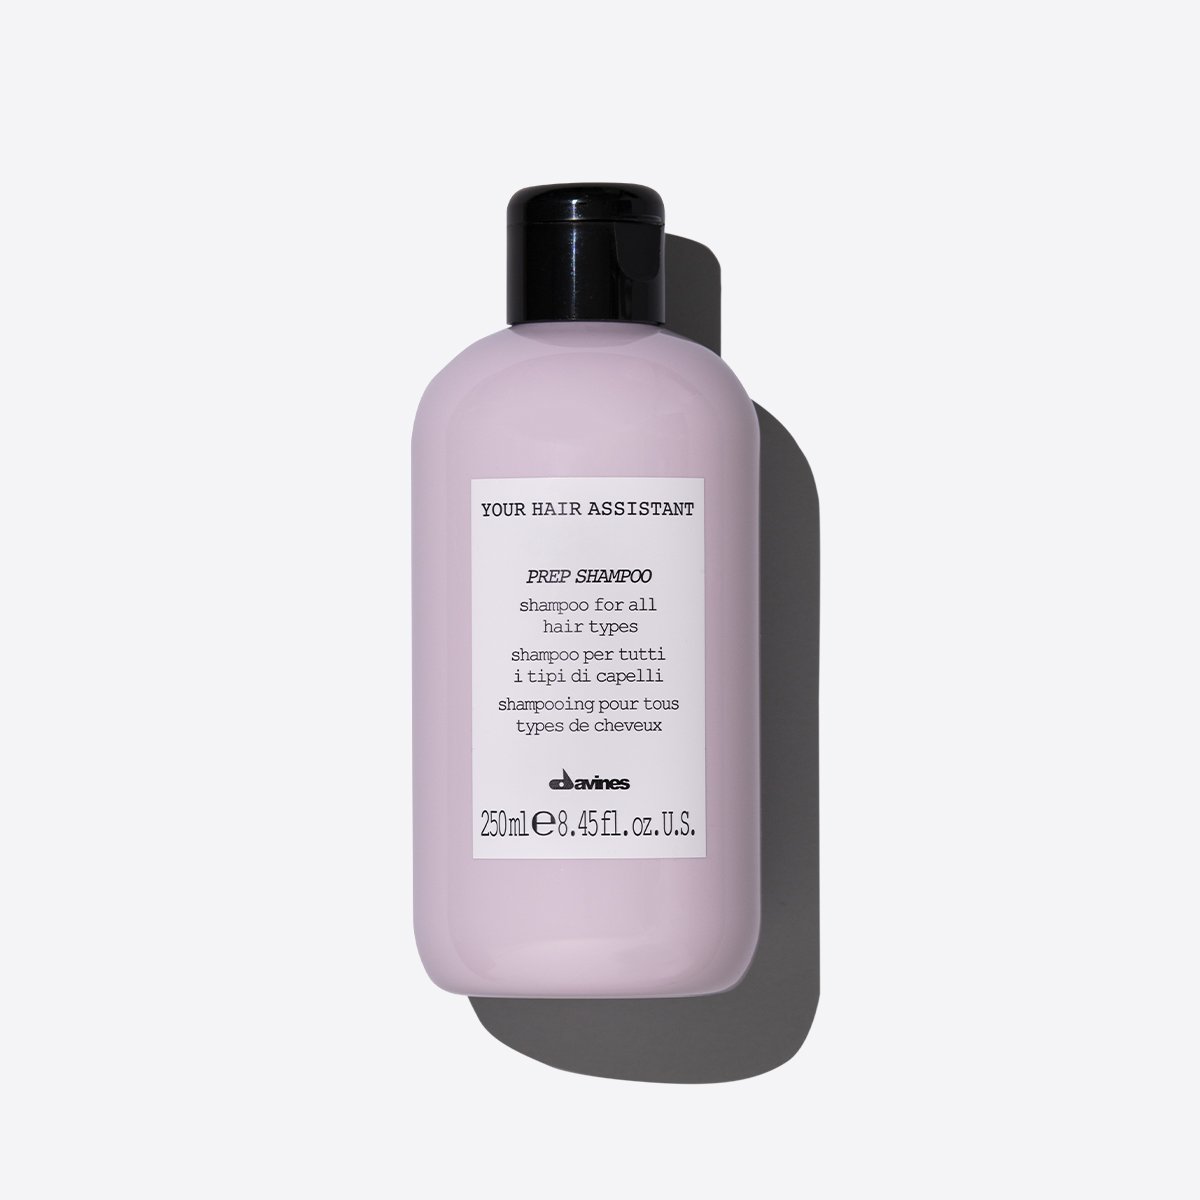 YOUR HAIR ASSISTANT
PREP SHAMPOO
shampoo for all
hair types
shampoo per tutti
i tipi di capelli
shampooing pour tous
types de cheveux
davines
250ml e 8.45fl.oz.U.S.